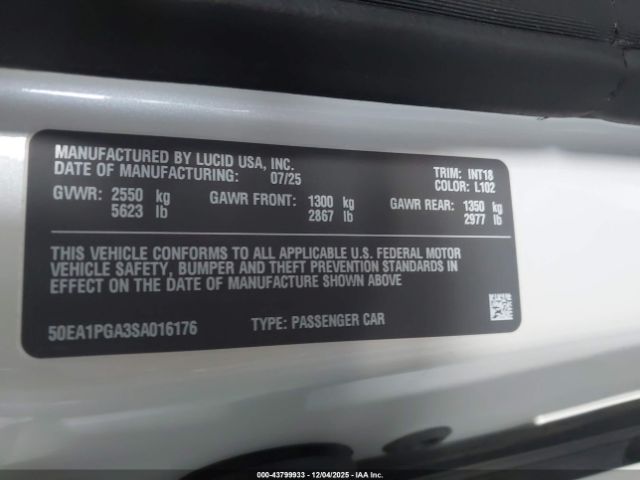 MANUFACTURED BY LUCID USA, INC.
DATE OF MANUFACTURING: 07/25
TRIM: INT18
COLOR: L102
GVWR: 2550 kg GAWR FRONT: 1300 kg GAWR REAR: 1350 kg
5623 lb 2867 lb 2977 lb
THIS VEHICLE CONFORMS TO ALL APPLICABLE U.S. FEDERAL MOTOR
VEHICLE SAFETY, BUMPER AND THEFT PREVENTION STANDARDS IN
EFFECT ON THE DATE OF MANUFACTURE SHOWN ABOVE
50EA1PGA3SA016176 TYPE: PASSENGER CAR
000-43799933 - 12/04/2025 - IAA Inc.